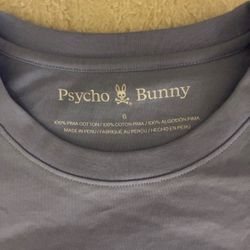 Psycho Bunny
6
100% PIMA COTTON / 100% COTON PIMA / 100% ALGODÓN PIMA
MADE IN PERU / FABRIQUÉ AU PÉROU / HECHO EN PERÚ